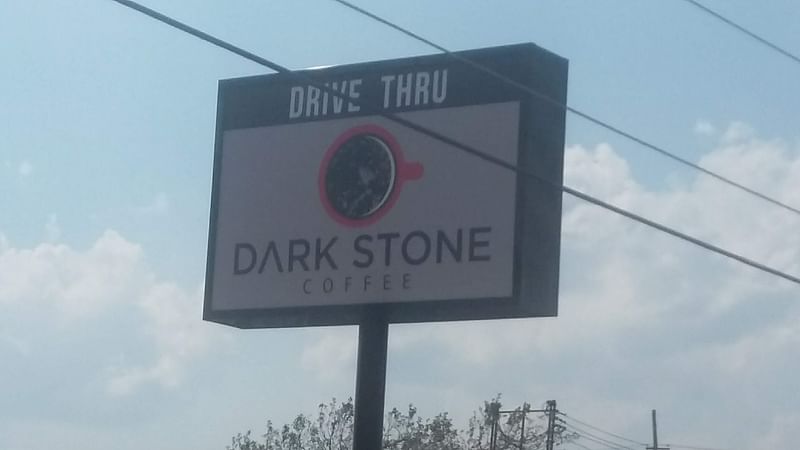 DRIVE THRU
DARK STONE
COFFEE